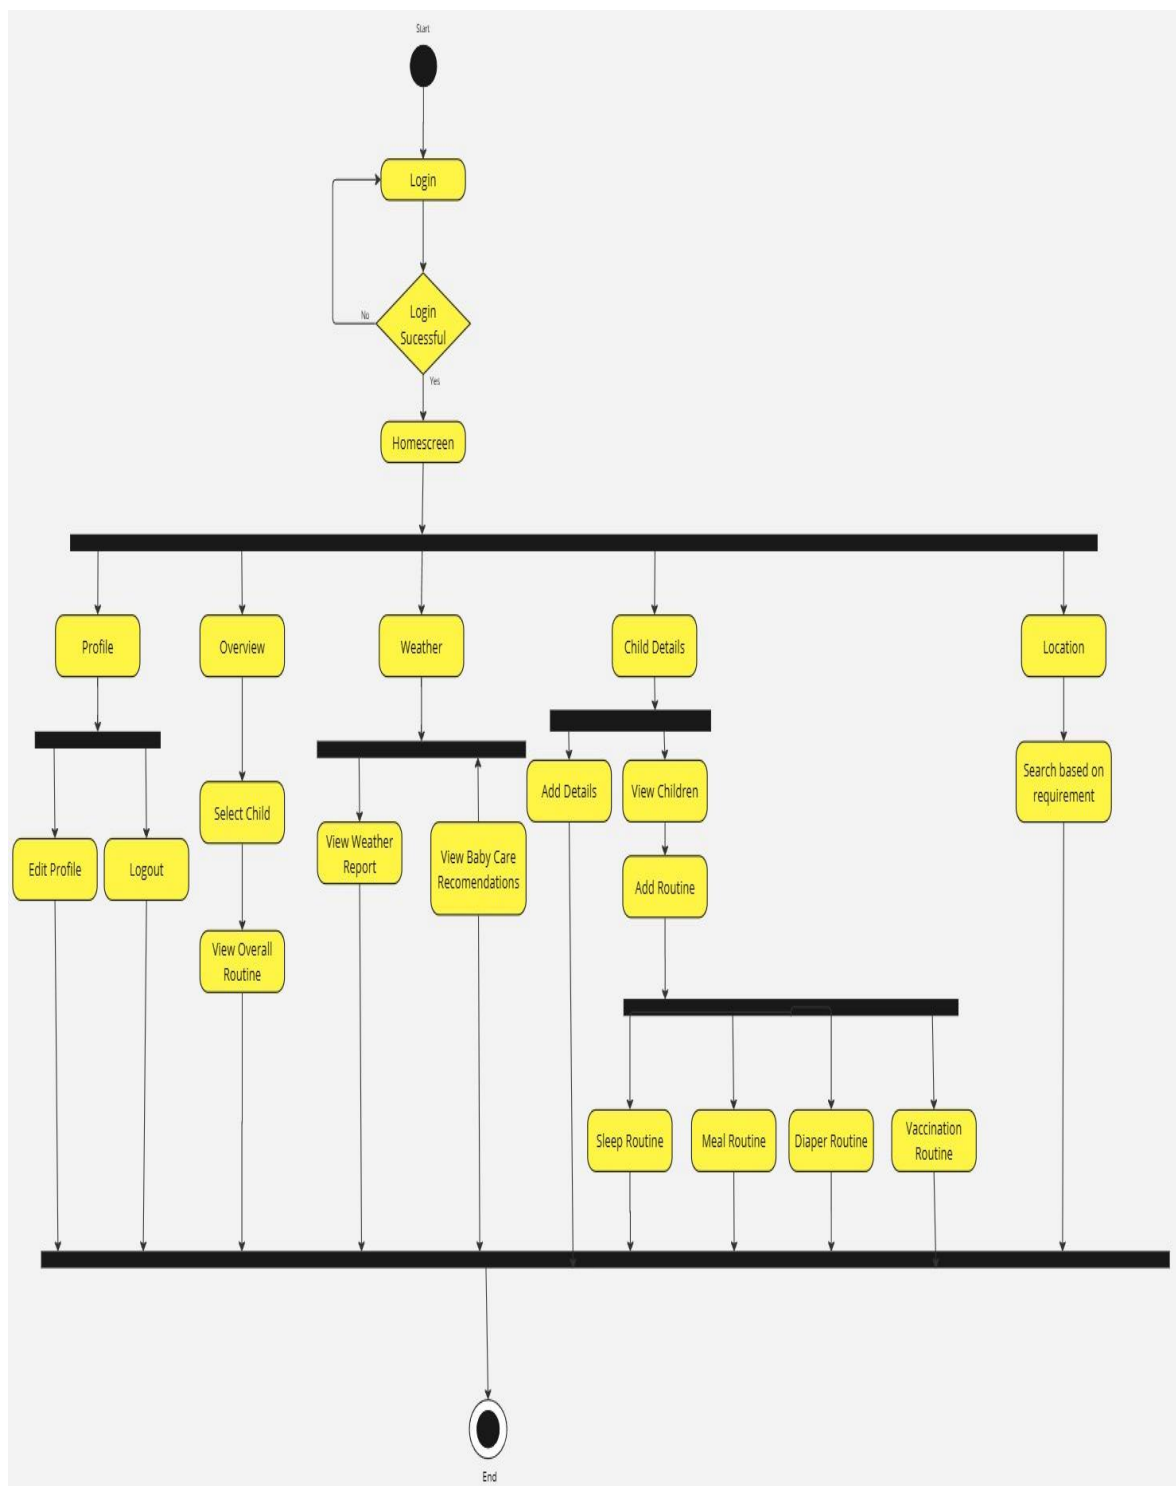 Start
Login
Login
Sucessful
No
Yes
Homescreen
Profile
Overview
Weather
Child Details
Location
Edit Profile
Logout
Select Child
View Overall
Routine
View Weather
Report
View Baby Care
Recomendations
Add Details
View Children
Add Routine
Search based on
requirement
Sleep Routine
Meal Routine
Diaper Routine
Vaccination
Routine
End